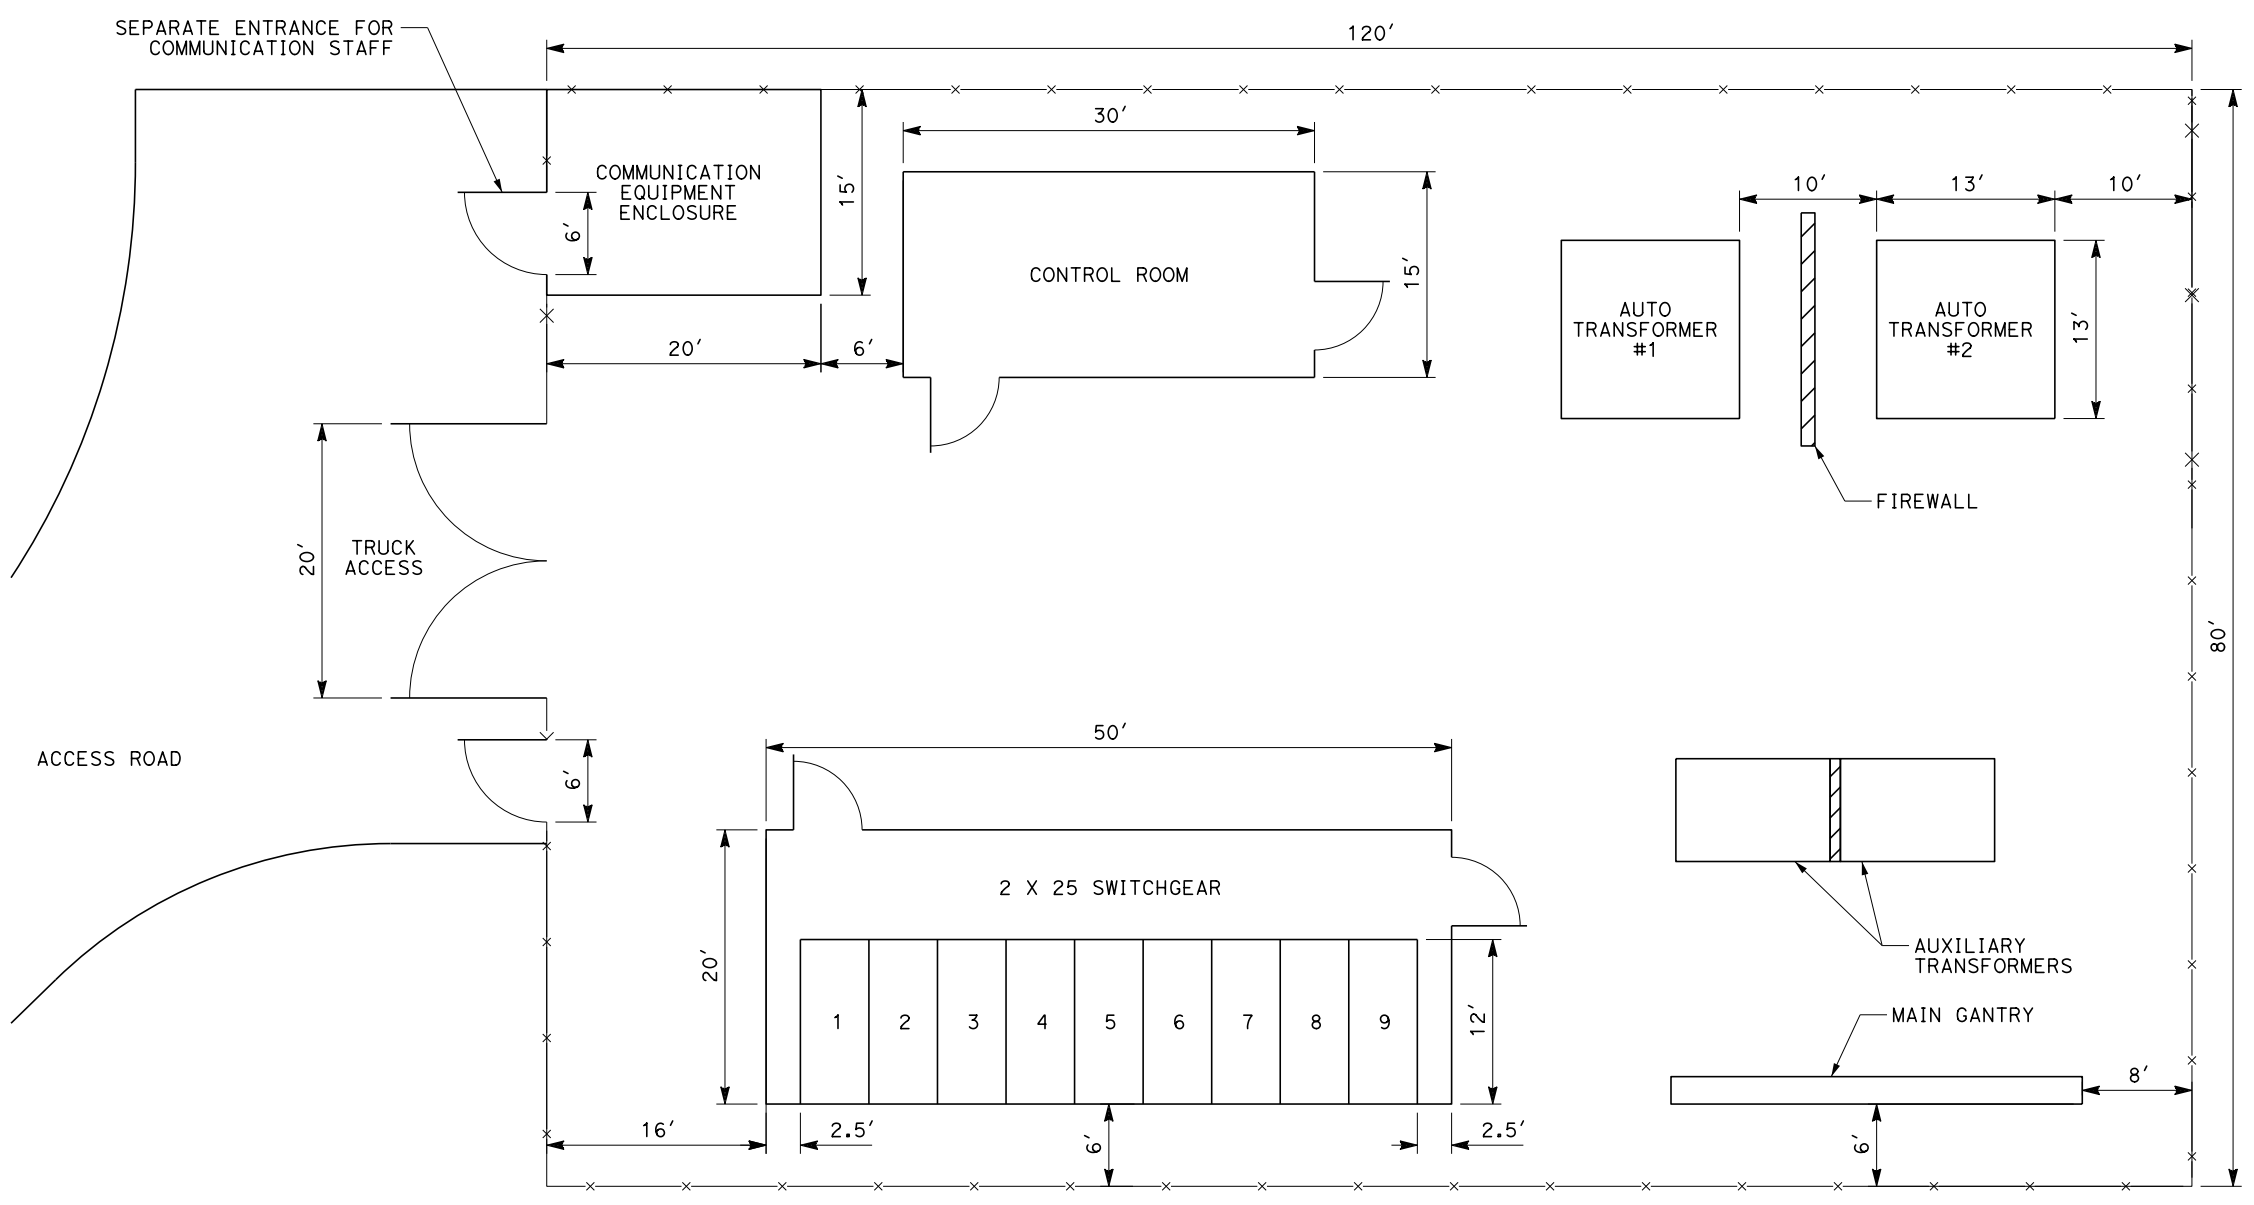 SEPARATE ENTRANCE FOR
COMMUNICATION STAFF
120'
30'
COMMUNICATION
EQUIPMENT
ENCLOSURE
15'
6'
10'
13'
10'
CONTROL ROOM
15'
AUTO
TRANSFORMER
#1
AUTO
TRANSFORMER
#2
13'
20'
6'
FIREWALL
20'
TRUCK
ACCESS
80'
ACCESS ROAD
6'
50'
2 X 25 SWITCHGEAR
20'
1
2
3
4
5
6
7
8
9
12'
AUXILIARY
TRANSFORMERS
MAIN GANTRY
8'
16'
2.5'
6'
2.5'
6'